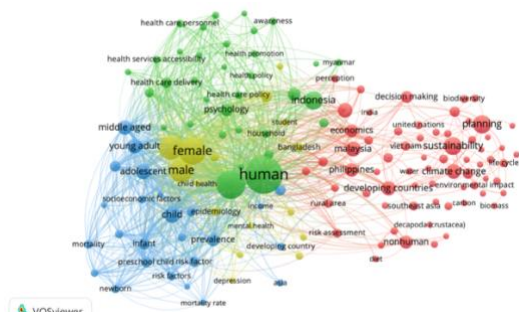 health care personnel
awareness
health services accessibility
health promotion
myanmar
health policy
perception
health care delivery
health care policy
indonesia
decision making
biodiversity
psychology
india
student
middle aged
household
economics
united nations
planning
young adult
female
bangladesh
malaysia
viet nam
sustainability
lifecycle
adolescent
male
human
philippines
water
climate change
child health
developing countries
environmental impact
socioeconomic factors
income
rural area
southeast asia
carbon
biomass
child
epidemiology
mental health
decapoda (crustacea)
mortality
infant
prevalence
developing country
risk assessment
nonhuman
preschool child
risk factor
diet
risk factors
depression
asia
newborn
mortality rate
VOSviewer